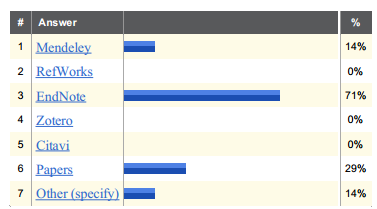 # Answer %
1 Mendeley 14%
2 RefWorks 0%
3 EndNote 71%
4 Zotero 0%
5 Citavi 0%
6 Papers 29%
7 Other (specify) 14%